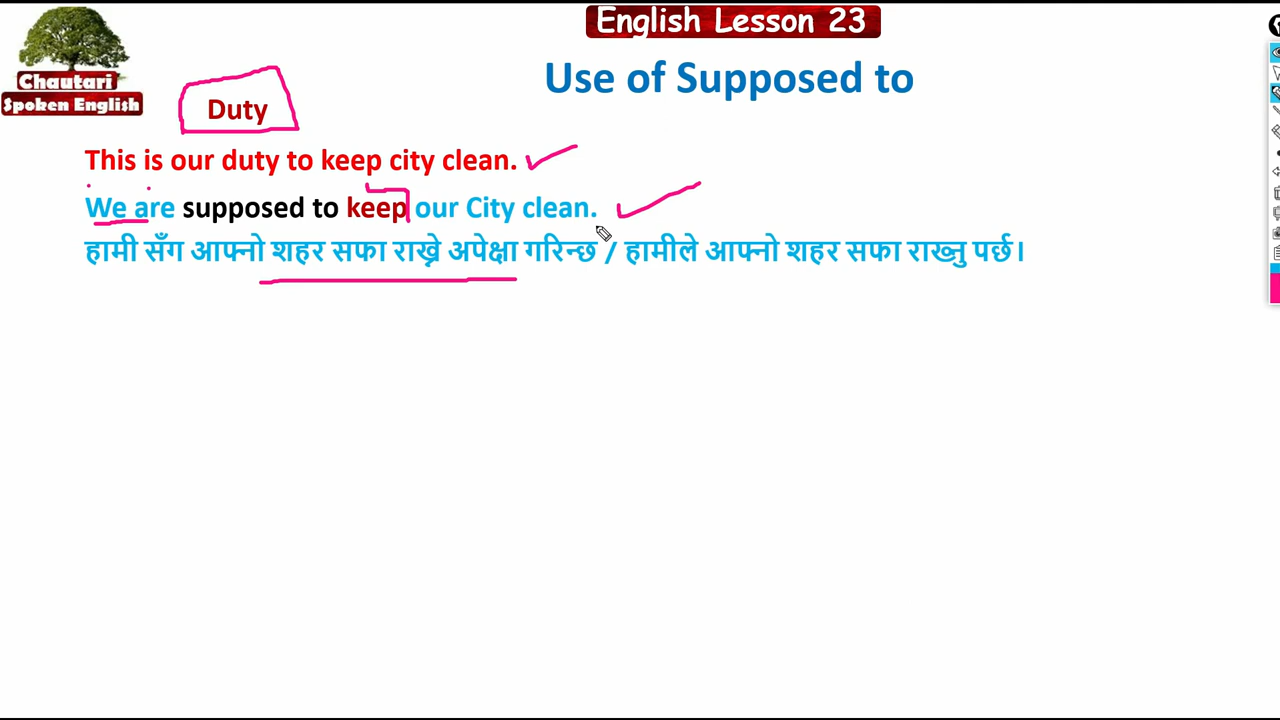 English Lesson 23
Chautari
Spoken English
Use of Supposed to
Duty
This is our duty to keep city clean.
We are supposed to keep our City clean.
हामी सँग आफ्नो शहर सफा राख्ने अपेक्षा गरिन्छ / हामीले आफ्नो शहर सफा राख्नु पर्छ।